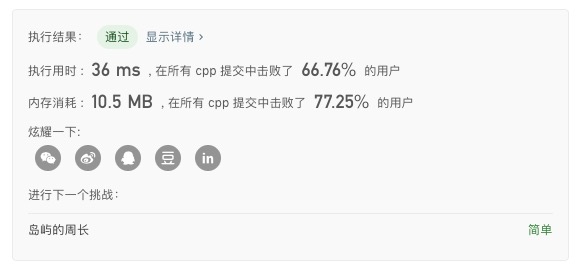 执行结果： 通过 显示详情 ›
执行用时：36 ms , 在所有 cpp 提交中击败了 66.76% 的用户
内存消耗：10.5 MB , 在所有 cpp 提交中击败了 77.25% 的用户
炫耀一下:
豆 in
进行下一个挑战:
岛屿的周长 简单